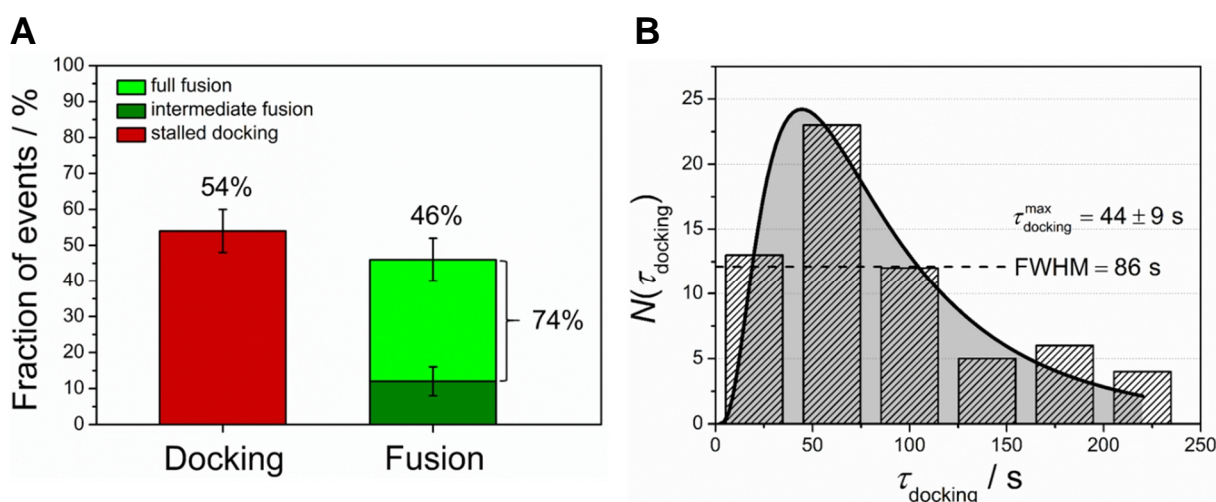 A
Fraction of events / %
100
90
80
70
60
50
40
30
20
10
0
full fusion
intermediate fusion
stalled docking
54%
46%
74%
Docking
Fusion
B
N(τdocking)
25
20
15
10
5
0
τ max docking = 44 ± 9 s
FWHM = 86 s
0 50 100 150 200 250
τdocking / s